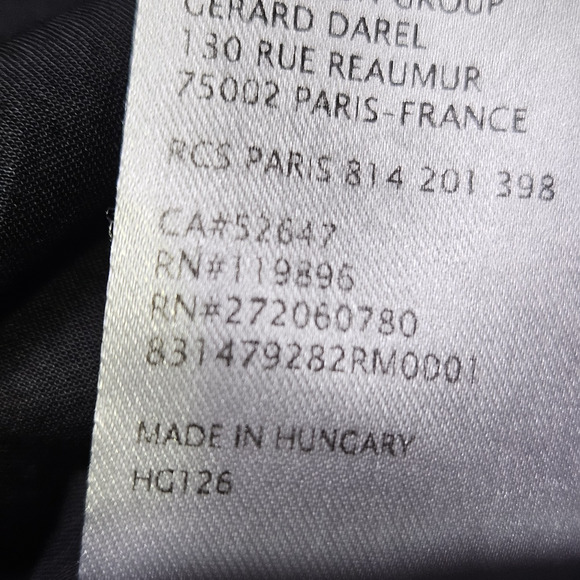 GROUP
GERARD DAREL
130 RUE REAUMUR
75002 PARIS-FRANCE
RCS PARIS 814 201 398
CA#52647
RN#119896
RN#272060780
831479282RM0001
MADE IN HUNGARY
HG126